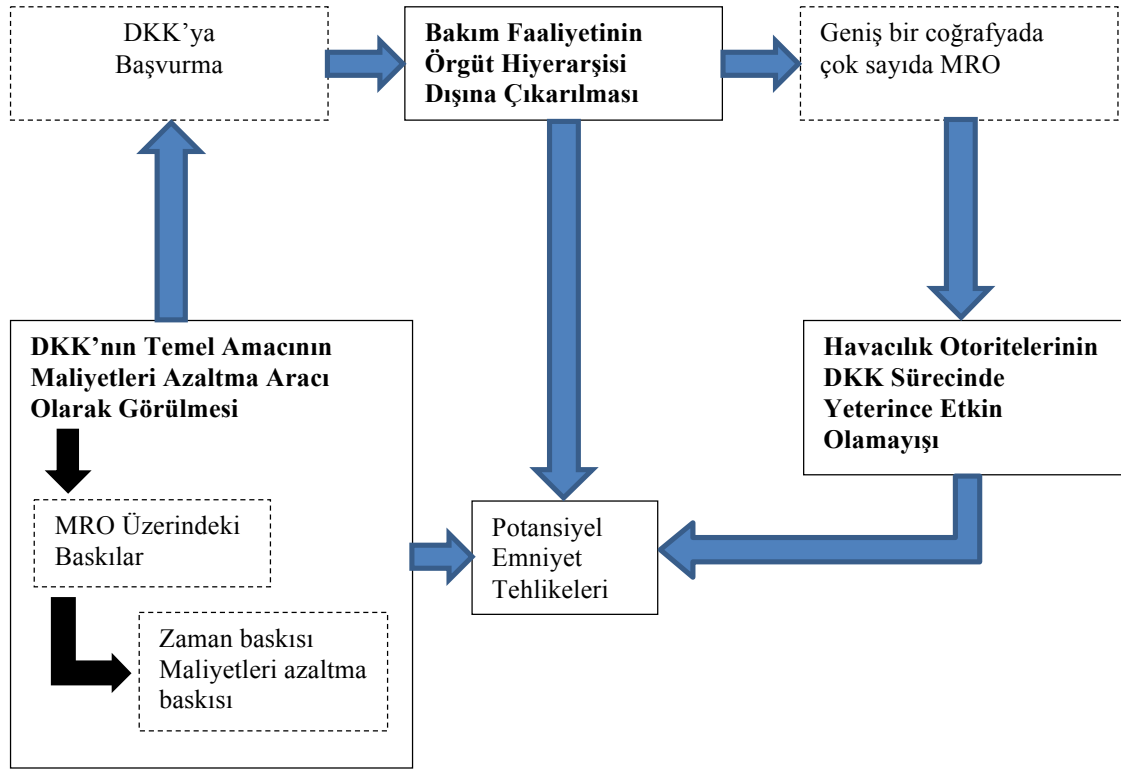 DKK’ya
Başvurma
Bakım Faaliyetinin
Örgüt Hiyerarşisi
Dışına Çıkarılması
Geniş bir coğrafyada
çok sayıda MRO
DKK’nın Temel Amacının
Maliyetleri Azaltma Aracı
Olarak Görülmesi
MRO Üzerindeki
Baskılar
Zaman baskısı
Maliyetleri azaltma
baskısı
Potansiyel
Emniyet
Tehlikeleri
Havacılık Otoritelerinin
DKK Sürecinde
Yeterince Etkin
Olamayışı